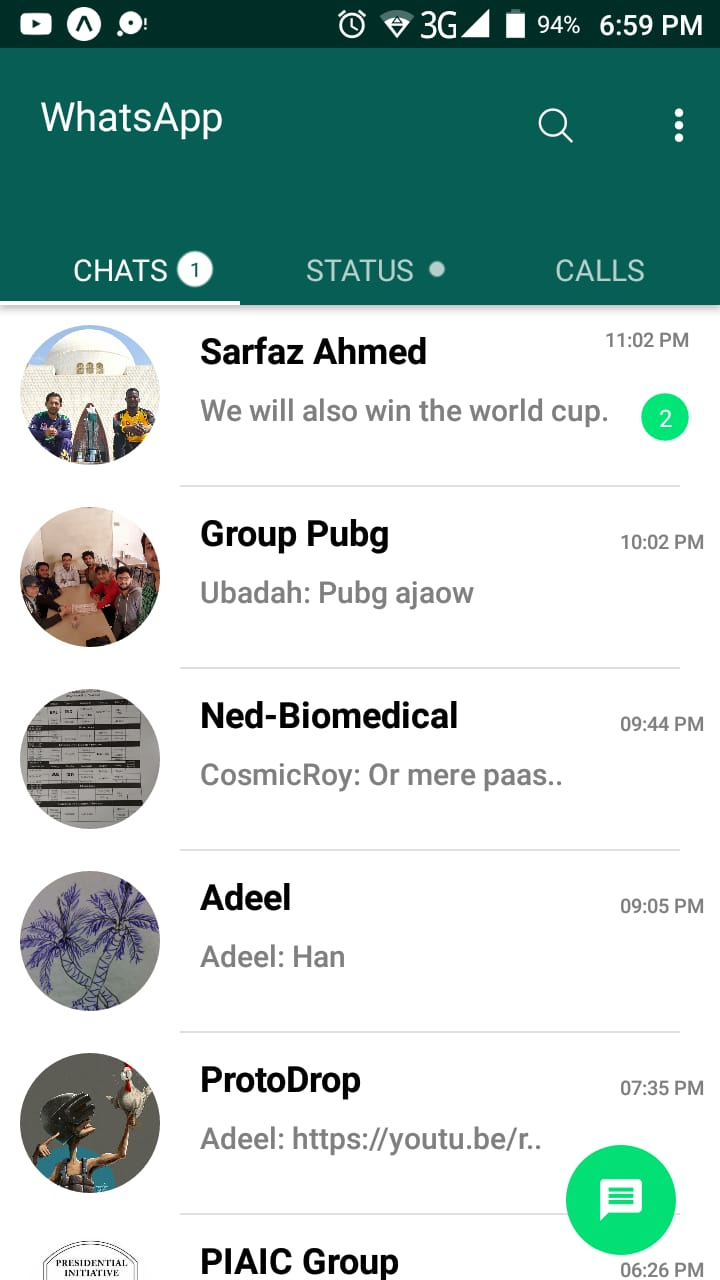 3G 94% 6:59 PM
WhatsApp
CHATS 1 STATUS CALLS
Sarfaz Ahmed 11:02 PM
We will also win the world cup. 2
Group Pubg 10:02 PM
Ubadah: Pubg ajaow
Ned-Biomedical 09:44 PM
CosmicRoy: Or mere paas..
Adeel 09:05 PM
Adeel: Han
ProtoDrop 07:35 PM
Adeel: https://youtu.be/r..
PIAIC Group 06:26 PM
PRESIDENTIAL
INITIATIVE